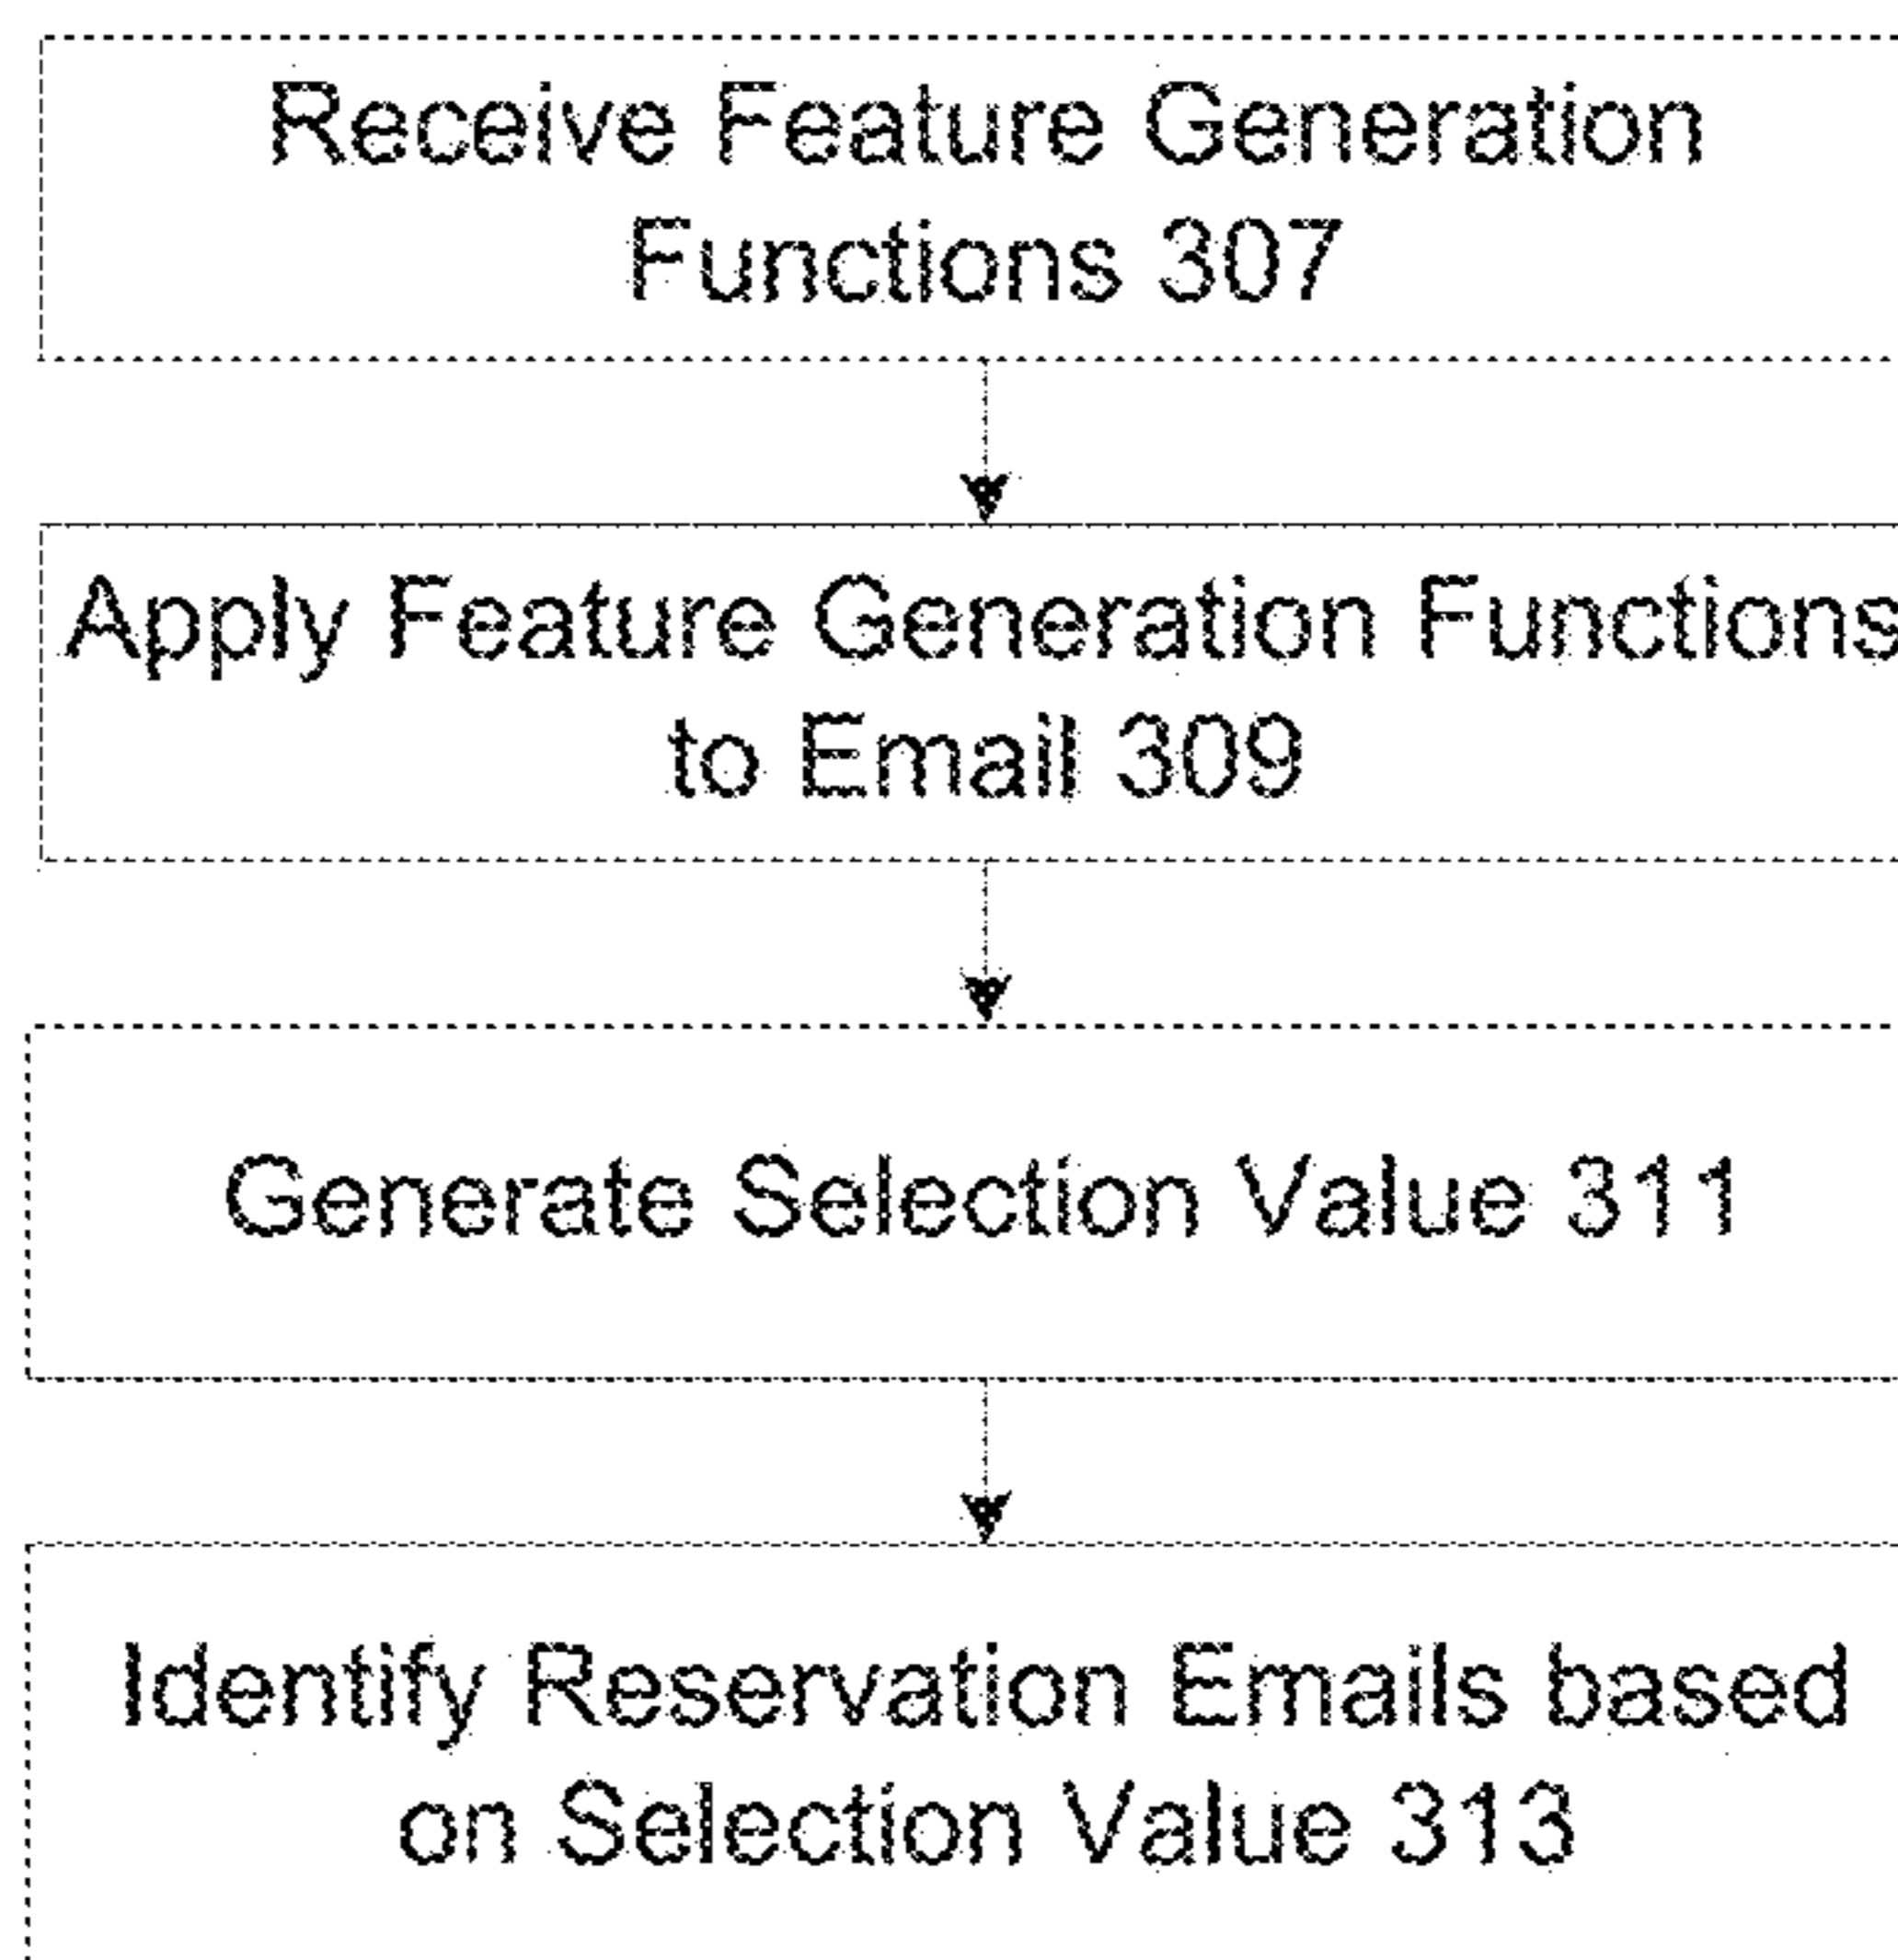 Receive Feature Generation
Functions 307
Apply Feature Generation Functions
to Email 309
Generate Selection Value 311
Identify Reservation Emails based
on Selection Value 313